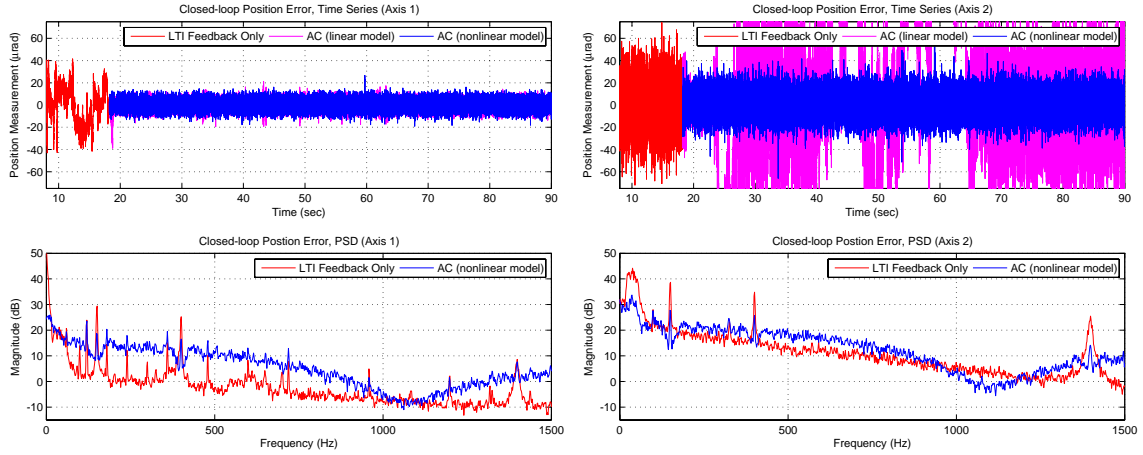 Closed-loop Position Error, Time Series (Axis 1)
LTI Feedback Only AC (linear model) AC (nonlinear model)
Position Measurement (µrad)
60
40
20
0
-20
-40
-60
10 20 30 40 50 60 70 80 90
Time (sec)
Closed-loop Position Error, Time Series (Axis 2)
LTI Feedback Only AC (linear model) AC (nonlinear model)
Position Measurement (µrad)
60
40
20
0
-20
-40
-60
10 20 30 40 50 60 70 80 90
Time (sec)
Closed-loop Postion Error, PSD (Axis 1)
LTI Feedback Only AC (nonlinear model)
Magnitude (dB)
50
40
30
20
10
0
-10
0 500 1000 1500
Frequency (Hz)
Closed-loop Postion Error, PSD (Axis 2)
LTI Feedback Only AC (nonlinear model)
Magnitude (dB)
50
40
30
20
10
0
-10
0 500 1000 1500
Frequency (Hz)